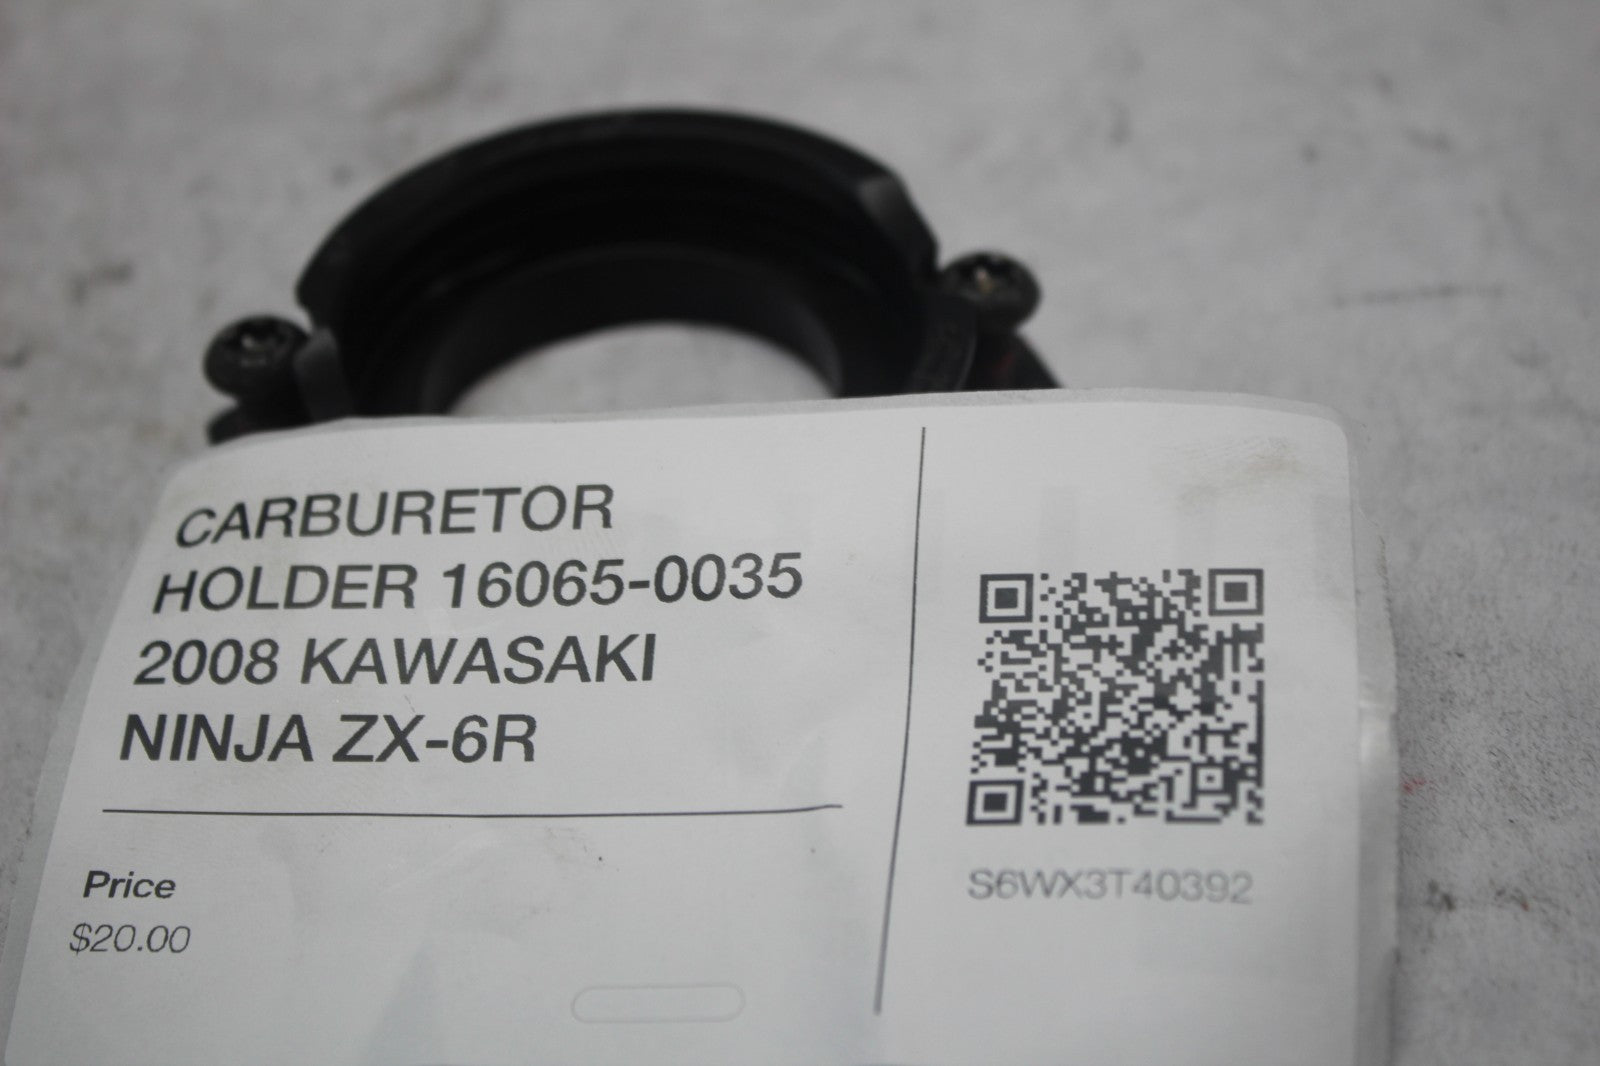 CARBURETOR
HOLDER 16065-0035
2008 KAWASAKI
NINJA ZX-6R
Price
$20.00
S6WX3T40392